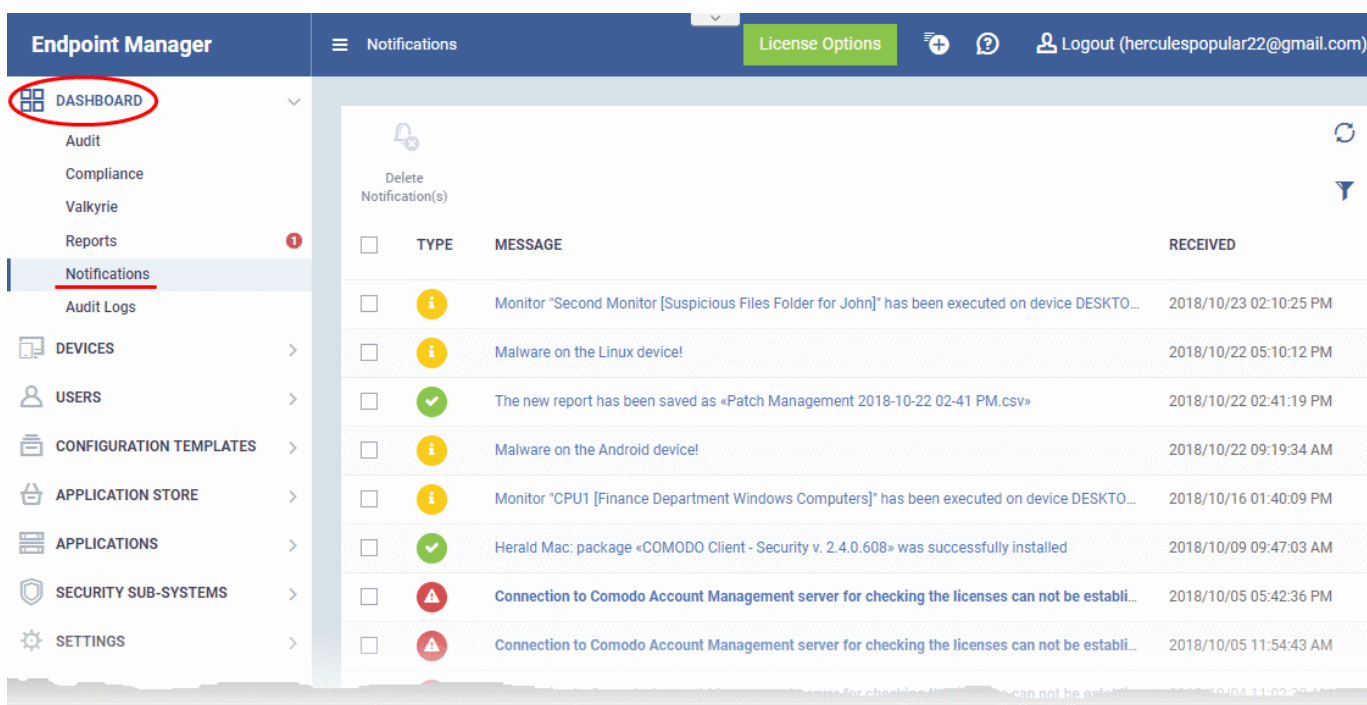 Endpoint Manager
Notifications
License Options
Logout (herculespopular22@gmail.com)
DASHBOARD
Audit
Compliance
Valkyrie
Reports 1
Notifications
Audit Logs
DEVICES
USERS
CONFIGURATION TEMPLATES
APPLICATION STORE
APPLICATIONS
SECURITY SUB-SYSTEMS
SETTINGS
Delete
Notification(s)
TYPE MESSAGE RECEIVED
Monitor "Second Monitor [Suspicious Files Folder for John]" has been executed on device DESKTO... 2018/10/23 02:10:25 PM
Malware on the Linux device! 2018/10/22 05:10:12 PM
The new report has been saved as «Patch Management 2018-10-22 02-41 PM.csv» 2018/10/22 02:41:19 PM
Malware on the Android device! 2018/10/22 09:19:34 AM
Monitor "CPU1 [Finance Department Windows Computers]" has been executed on device DESKTO... 2018/10/16 01:40:09 PM
Herald Mac: package «COMODO Client - Security v. 2.4.0.608» was successfully installed 2018/10/09 09:47:03 AM
Connection to Comodo Account Management server for checking the licenses can not be establi... 2018/10/05 05:42:36 PM
Connection to Comodo Account Management server for checking the licenses can not be establi... 2018/10/05 11:54:43 AM
for checking can not be